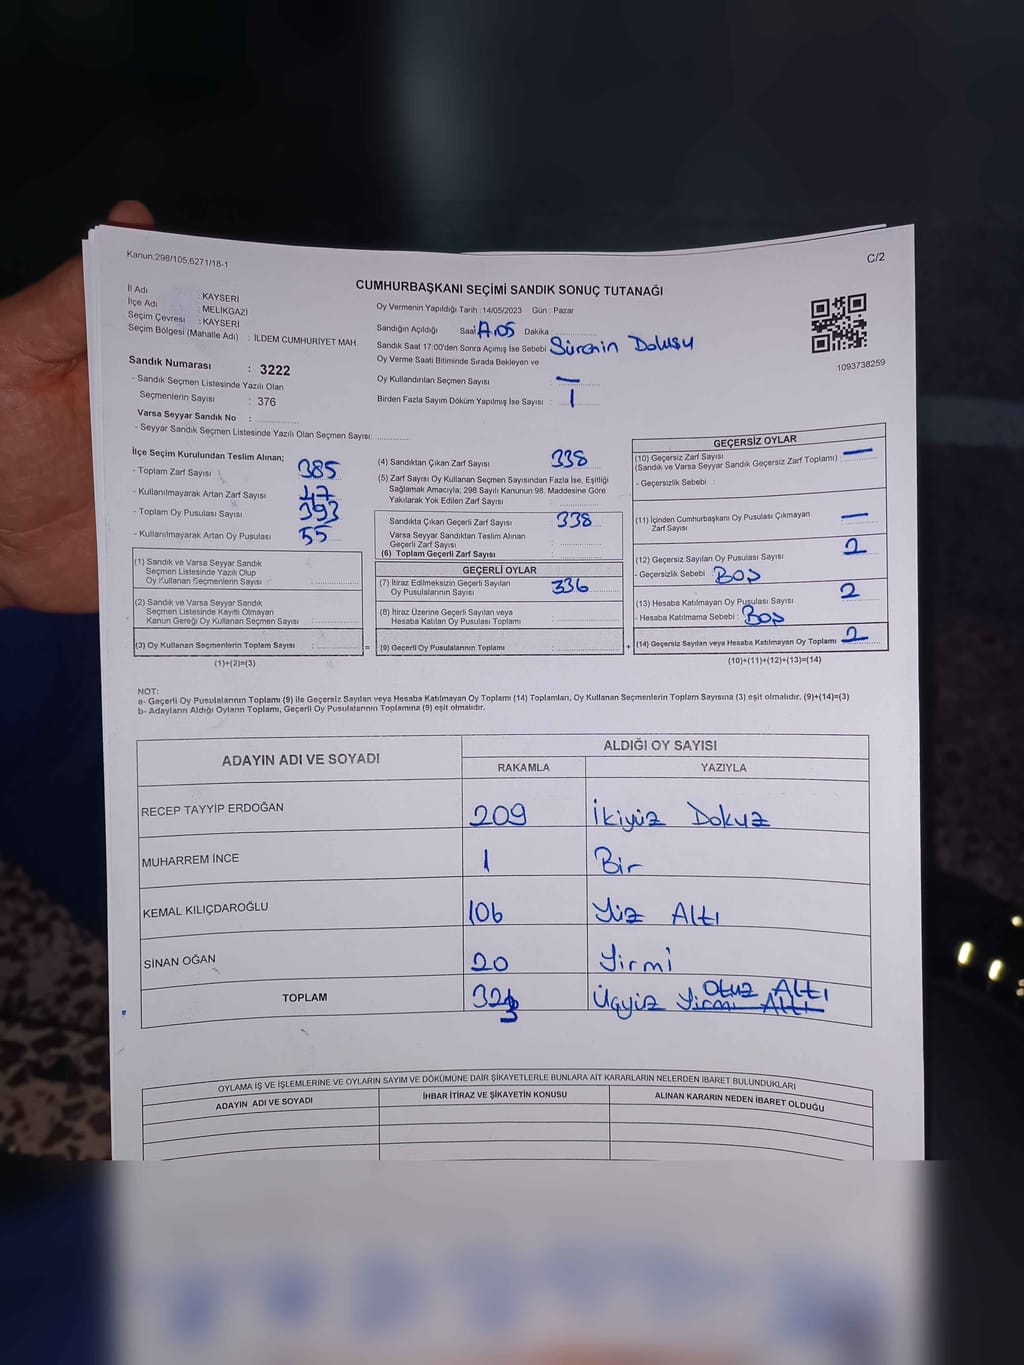 Kanun.298/105,6271/18-1
C/2
CUMHURBAŞKANI SEÇİMİ SANDIK SONUÇ TUTANAĞI
İl Adı : KAYSERİ
İlçe Adı : MELİKGAZİ
Seçim Çevresi : KAYSERİ
Seçim Bölgesi (Mahalle Adı) : İLDEM CUMHURİYET MAH.
Oy Vermenin Yapıldığı Tarih :14/05/2023 Gün : Pazar
Sandığın Açıldığı Saat Dakika
Sandık Saat 17:00'den Sonra Açımış İse Sebebi Sürenin Dolusu
Oy Verme Saati Bitiminde Sırada Bekleyen ve
Oy Kullandırılan Seçmen Sayısı —
Birden Fazla Sayım Döküm Yapılmış İse Sayısı 1
1093738259
Sandık Numarası : 3222
- Sandık Seçmen Listesinde Yazılı Olan
Seçmenlerin Sayısı : 376
Varsa Seyyar Sandık No :
- Seyyar Sandık Seçmen Listesinde Yazılı Olan Seçmen Sayısı:
İlçe Seçim Kurulundan Teslim Alınan;
- Toplam Zarf Sayısı 385
- Kullanılmayarak Artan Zarf Sayısı 47
- Toplam Oy Pusulası Sayısı 393
- Kullanılmayarak Artan Oy Pusulası 55
(1) Sandık ve Varsa Seyyar Sandık
Seçmen Listesinde Yazılı Olup
Oy Kullanan Seçmenlerin Sayısı :
(2) Sandık ve Varsa Seyyar Sandık
Seçmen Listesinde Kayıtlı Olmayan
Kanun Gereği Oy Kullanan Seçmen Sayısı :
(3) Oy Kullanan Seçmenlerin Toplam Sayısı : =
(1)+(2)=(3)
(4) Sandıktan Çıkan Zarf Sayısı 338
(5) Zarf Sayısı Oy Kullanan Seçmen Sayısından Fazla İse, Eşitliği
Sağlamak Amacıyla; 298 Sayılı Kanunun 98. Maddesine Göre
Yakılarak Yok Edilen Zarf Sayısı :
Sandıkta Çıkan Geçerli Zarf Sayısı 338
Varsa Seyyar Sandıktan Teslim Alınan
Geçerli Zarf Sayısı
(6) Toplam Geçerli Zarf Sayısı :
GEÇERLİ OYLAR
(7) İtiraz Edilmeksizin Geçerli Sayılan
Oy Pusulalarının Sayısı 336
(8) İtiraz Üzerine Geçerli Sayılan veya
Hesaba Katılan Oy Pusulası Toplamı :
(9) Geçerli Oy Pusulalarının Toplamı : +
GEÇERSİZ OYLAR
(10) Geçersiz Zarf Sayısı
(Sandık ve Varsa Seyyar Sandık Geçersiz Zarf Toplamı) : —
- Geçersizlik Sebebi :
(11) İçinden Cumhurbaşkanı Oy Pusulası Çıkmayan
Zarf Sayısı —
(12) Geçersiz Sayılan Oy Pusulası Sayısı 2
- Geçersizlik Sebebi : BOŞ
(13) Hesaba Katılmayan Oy Pusulası Sayısı 2
- Hesaba Katılmama Sebebi : BOŞ
(14) Geçersiz Sayılan veya Hesaba Katılmayan Oy Toplamı : 2
(10)+(11)+(12)+(13)=(14)
NOT:
a- Geçerli Oy Pusulalarının Toplamı (9) ile Geçersiz Sayılan veya Hesaba Katılmayan Oy Toplamı (14) Toplamları, Oy Kullanan Seçmenlerin Toplam Sayısına (3) eşit olmalıdır. (9)+(14)=(3)
b- Adayların Aldığı Oyların Toplamı, Geçerli Oy Pusulalarının Toplamına (9) eşit olmalıdır.
ADAYIN ADI VE SOYADI ALDIĞI OY SAYISI
RAKAMLA YAZIYLA
RECEP TAYYİP ERDOĞAN 209 İkiyüz Dokuz
MUHARREM İNCE 1 Bir
KEMAL KILIÇDAROĞLU 106 Yüz Altı
SİNAN OĞAN 20 Yirmi
Otuz Altı
TOPLAM Üçyüz Yirmi Altı
OYLAMA İŞ VE İŞLEMLERİNE VE OYLARIN SAYIM VE DÖKÜMÜNE DAİR ŞİKAYETLERLE BUNLARA AİT KARARLARIN NELERDEN İBARET BULUNDUKLARI
ADAYIN ADI VE SOYADI İHBAR İTİRAZ VE ŞİKAYETİN KONUSU ALINAN KARARIN NEDEN İBARET OLDUĞU